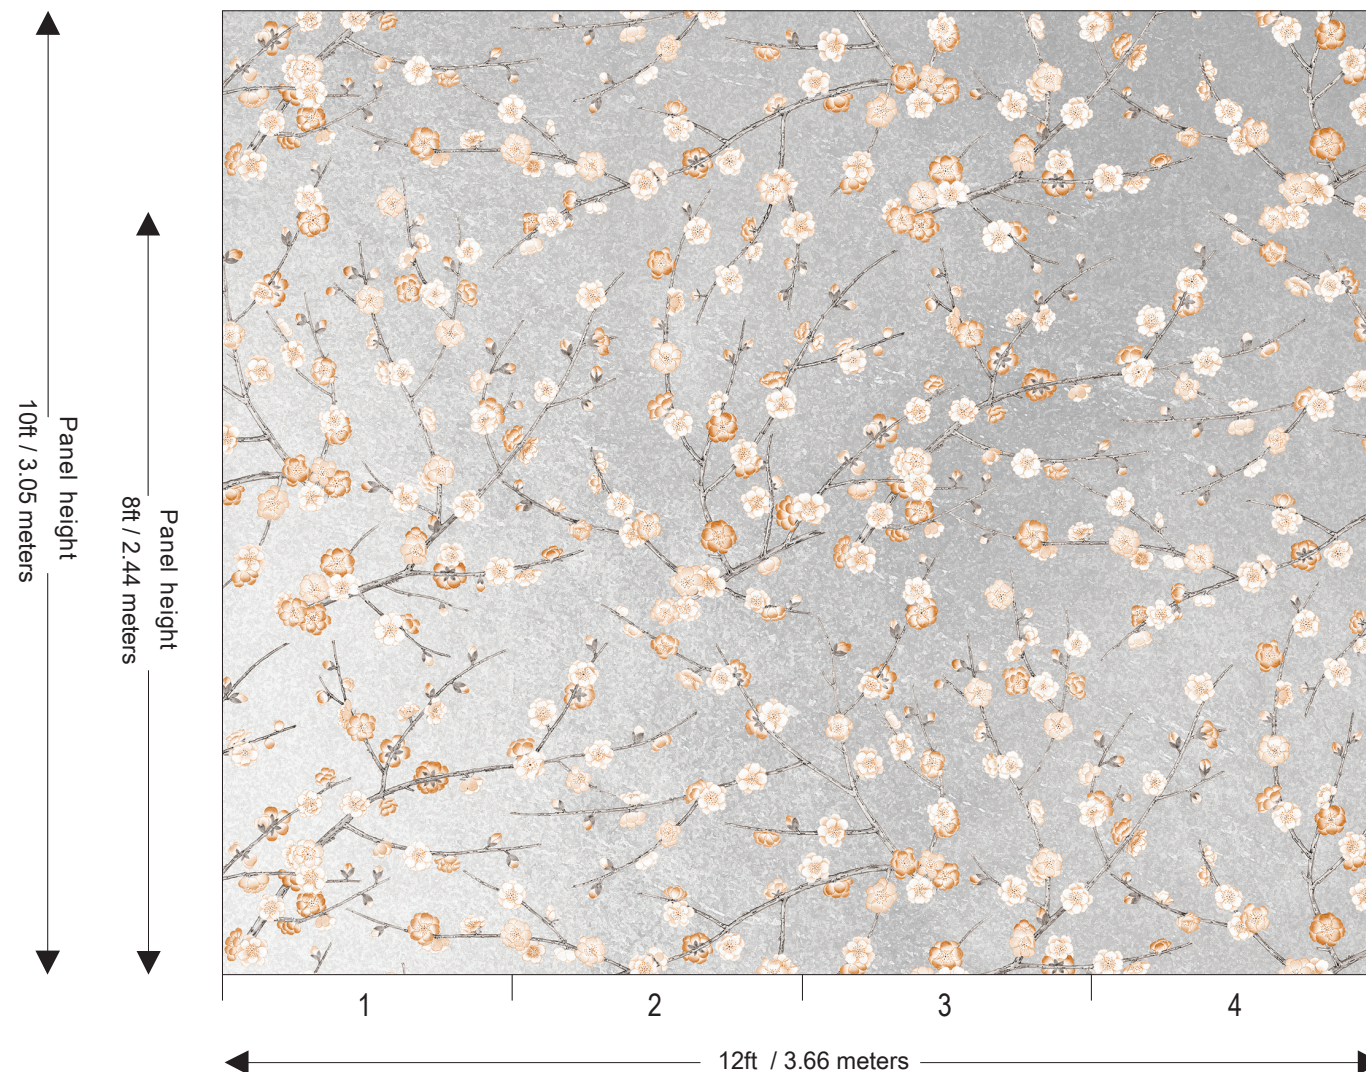 Panel height
10ft / 3.05 meters
Panel height
8ft / 2.44 meters
1
2
3
4
12ft / 3.66 meters